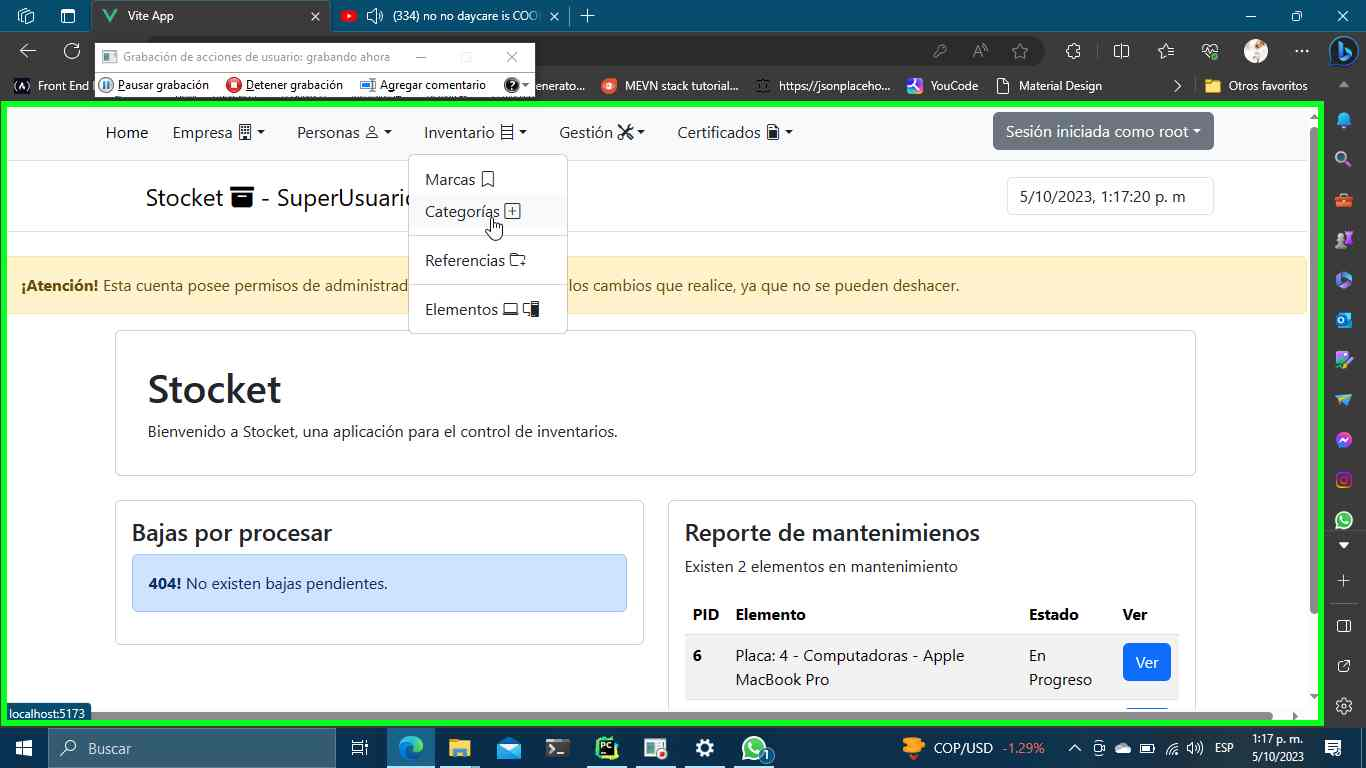 Vite App
(334) no no daycare is COO
Grabación de acciones de usuario: grabando ahora
Pausar grabación
Detener grabación
Agregar comentario
Front End
enerato...
MEVN stack tutorial...
https://jsonplaceho...
YouCode
Material Design
Otros favoritos
Home
Empresa
Personas
Inventario
Gestión
Certificados
Sesión iniciada como root
Marcas
Categorías
Referencias
Elementos
Stocket - SuperUsuario
5/10/2023, 1:17:20 p. m
¡Atención! Esta cuenta posee permisos de administrad los cambios que realice, ya que no se pueden deshacer.
Stocket
Bienvenido a Stocket, una aplicación para el control de inventarios.
Bajas por procesar
404! No existen bajas pendientes.
Reporte de mantenimienos
Existen 2 elementos en mantenimiento
PID Elemento Estado Ver
6 Placa: 4 - Computadoras - Apple MacBook Pro En Progreso Ver
localhost:5173
Buscar
COP/USD -1.29%
ESP
1:17 p. m.
5/10/2023